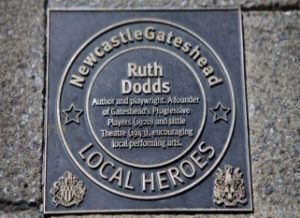 NewcastleGateshead
Ruth
Dodds
Author and playwright. A founder
of Gateshead's Progressive
Players (1920) and Little
Theatre (1943), encouraging
local performing arts.
LOCAL HEROES